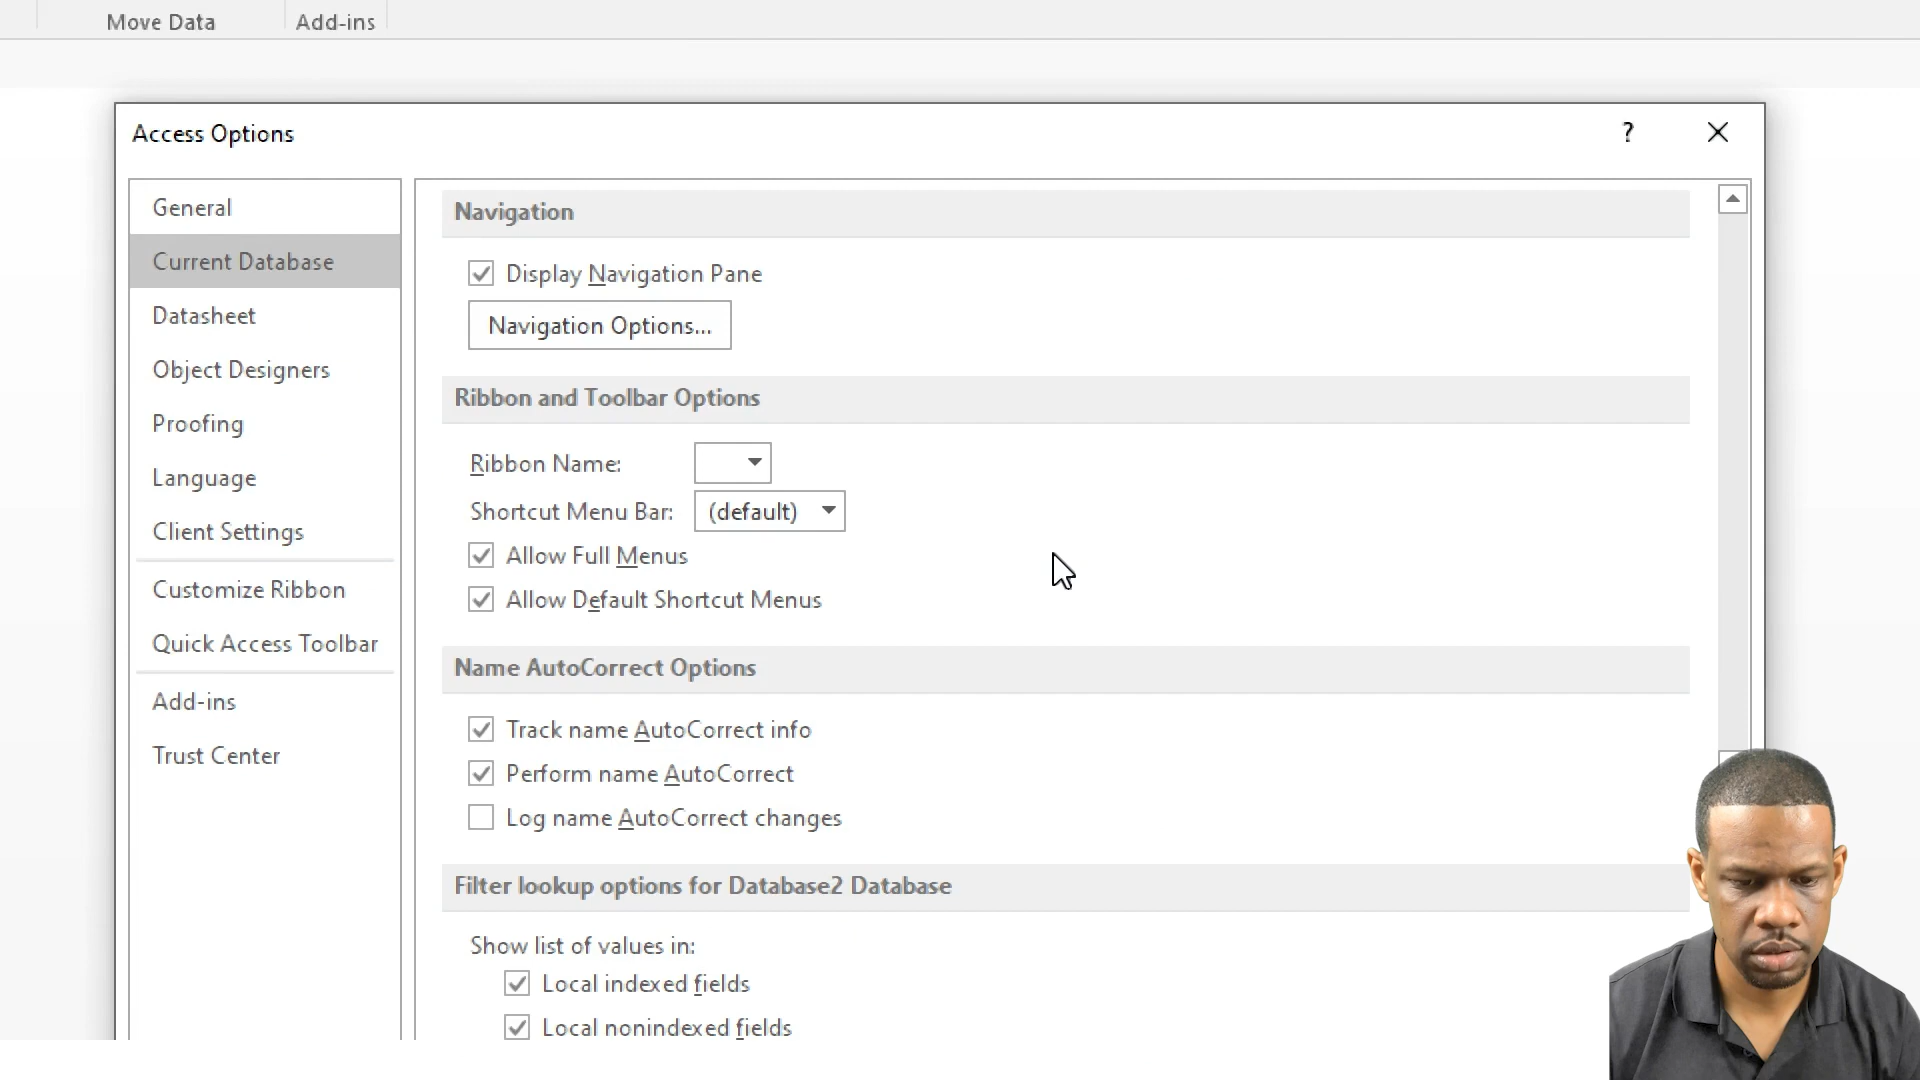 Move Data
Add-ins
Access Options
?
General
Current Database
Datasheet
Object Designers
Proofing
Language
Client Settings
Customize Ribbon
Quick Access Toolbar
Add-ins
Trust Center
Navigation
Display Navigation Pane
Navigation Options...
Ribbon and Toolbar Options
Ribbon Name:
Shortcut Menu Bar: (default)
Allow Full Menus
Allow Default Shortcut Menus
Name AutoCorrect Options
Track name AutoCorrect info
Perform name AutoCorrect
Log name AutoCorrect changes
Filter lookup options for Database2 Database
Show list of values in:
Local indexed fields
Local nonindexed fields